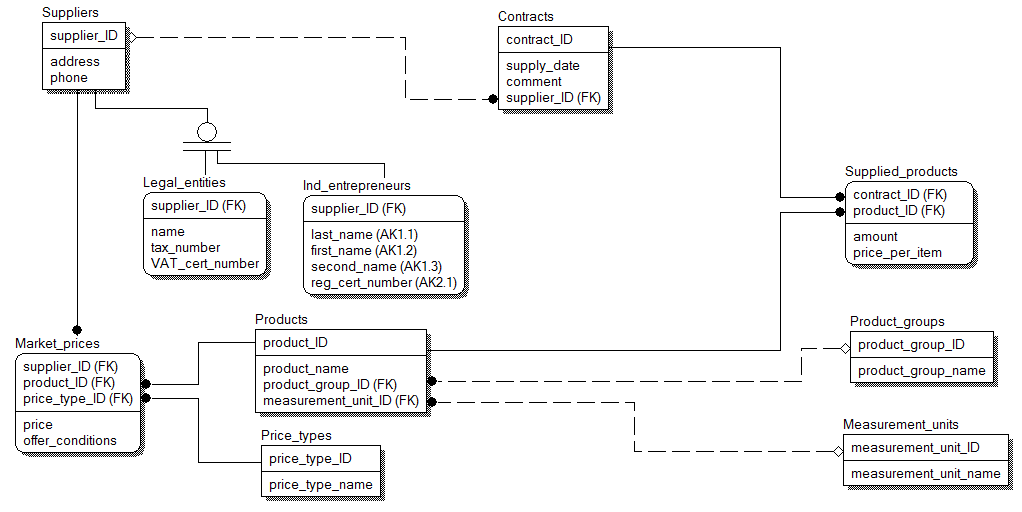 Suppliers
supplier_ID
address
phone
Contracts
contract_ID
supply_date
comment
supplier_ID (FK)
Legal_entities
supplier_ID (FK)
name
tax_number
VAT_cert_number
Ind_entrepreneurs
supplier_ID (FK)
last_name (AK1.1)
first_name (AK1.2)
second_name (AK1.3)
reg_cert_number (AK2.1)
Supplied_products
contract_ID (FK)
product_ID (FK)
amount
price_per_item
Market_prices
supplier_ID (FK)
product_ID (FK)
price_type_ID (FK)
price
offer_conditions
Products
product_ID
product_name
product_group_ID (FK)
measurement_unit_ID (FK)
Product_groups
product_group_ID
product_group_name
Price_types
price_type_ID
price_type_name
Measurement_units
measurement_unit_ID
measurement_unit_name